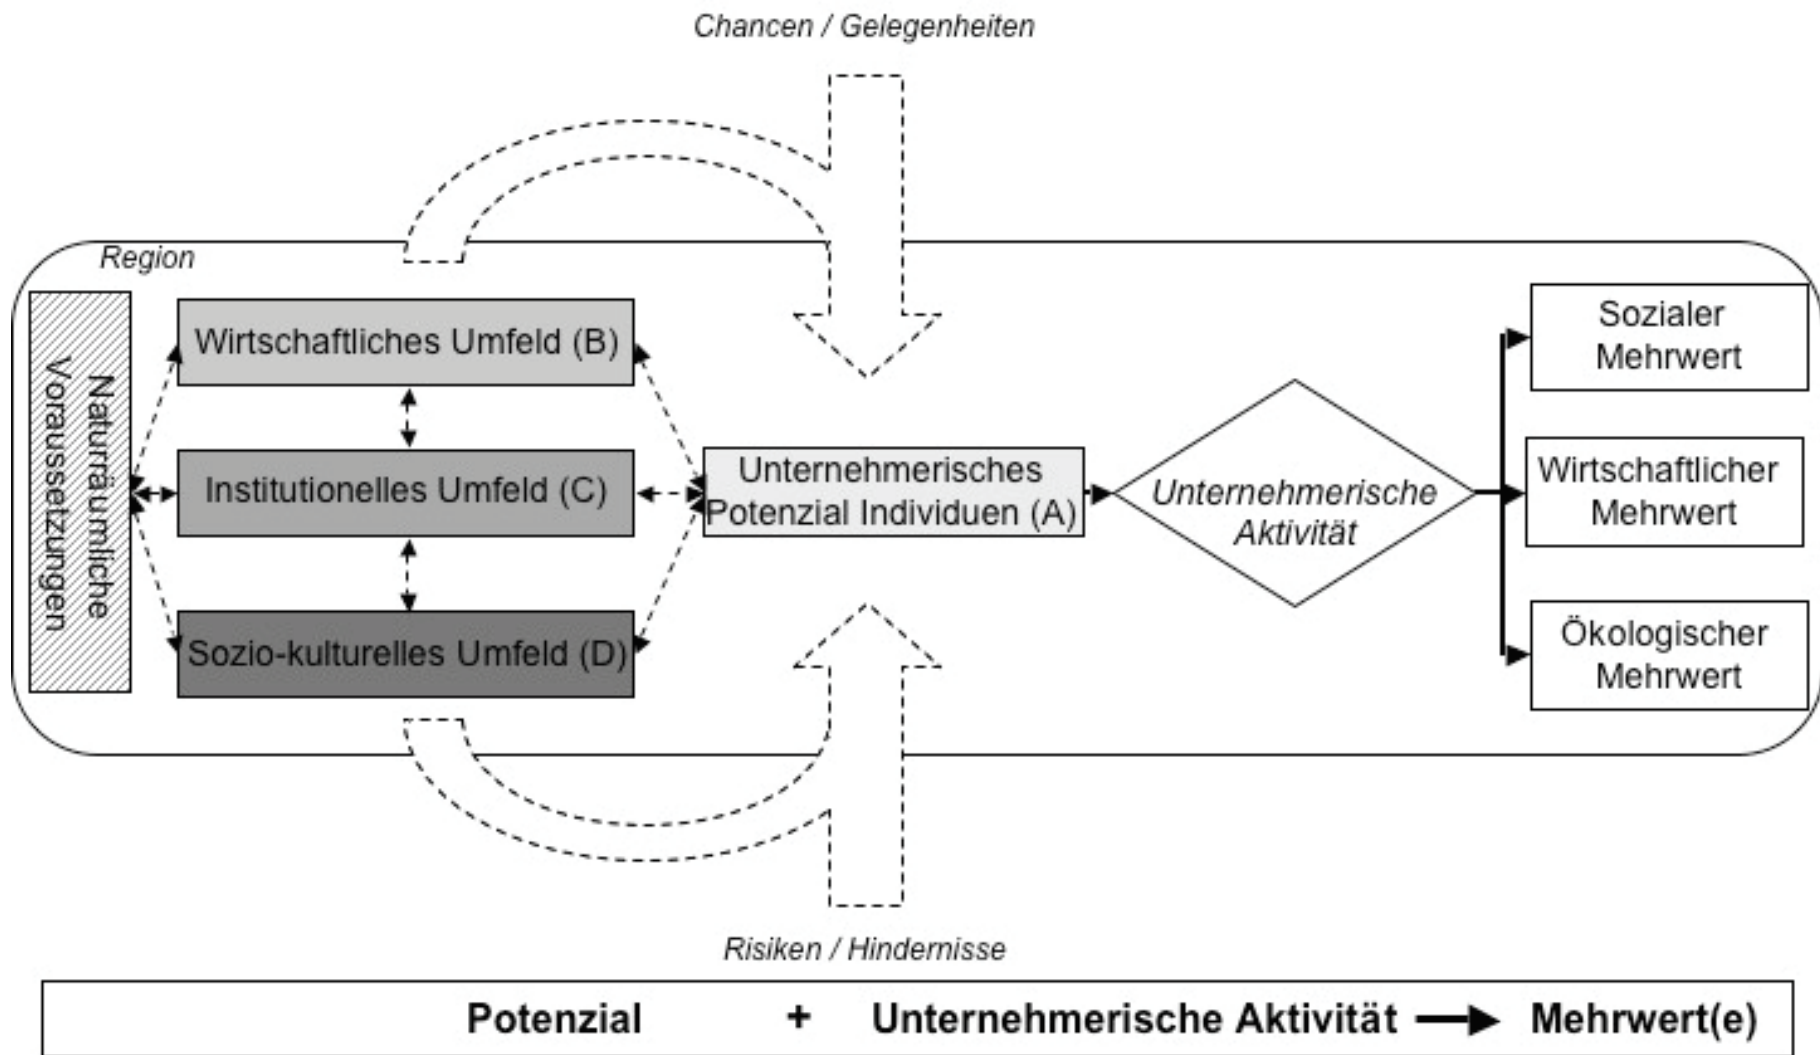 Chancen / Gelegenheiten
Region
Naturräumliche
Voraussetzungen
Wirtschaftliches Umfeld (B)
Institutionelles Umfeld (C)
Sozio-kulturelles Umfeld (D)
Unternehmerisches
Potenzial Individuen (A)
Unternehmerische
Aktivität
Sozialer
Mehrwert
Wirtschaftlicher
Mehrwert
Ökologischer
Mehrwert
Risiken / Hindernisse
Potenzial + Unternehmerische Aktivität Mehrwert(e)